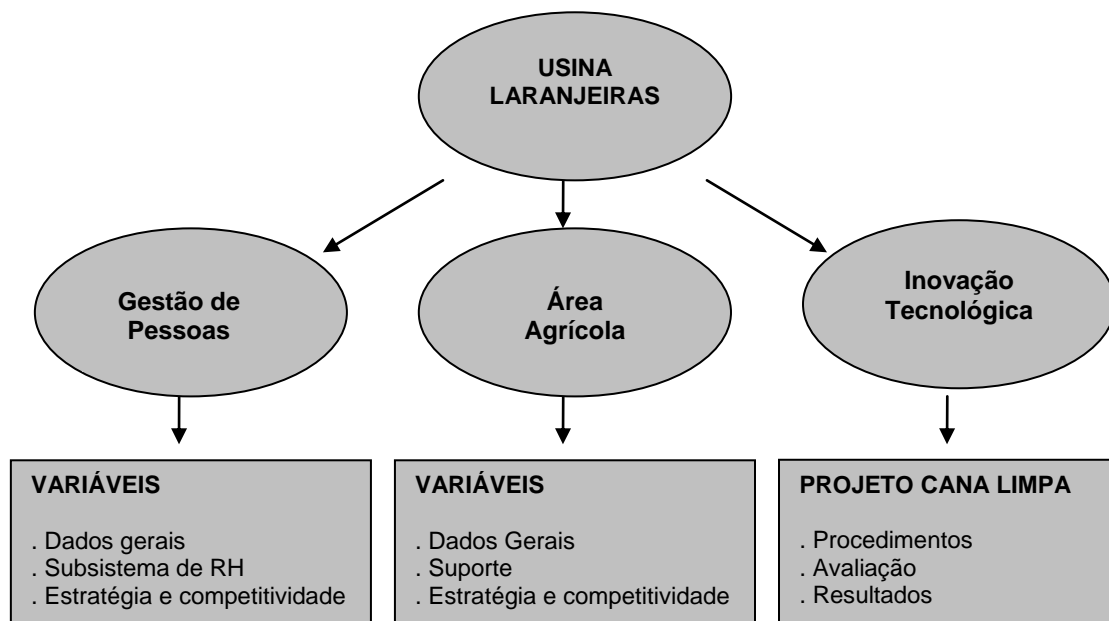 USINA
LARANJEIRAS
Gestão de
Pessoas
Área
Agrícola
Inovação
Tecnológica
VARIÁVEIS
. Dados gerais
. Subsistema de RH
. Estratégia e competitividade
VARIÁVEIS
. Dados Gerais
. Suporte
. Estratégia e competitividade
PROJETO CANA LIMPA
. Procedimentos
. Avaliação
. Resultados